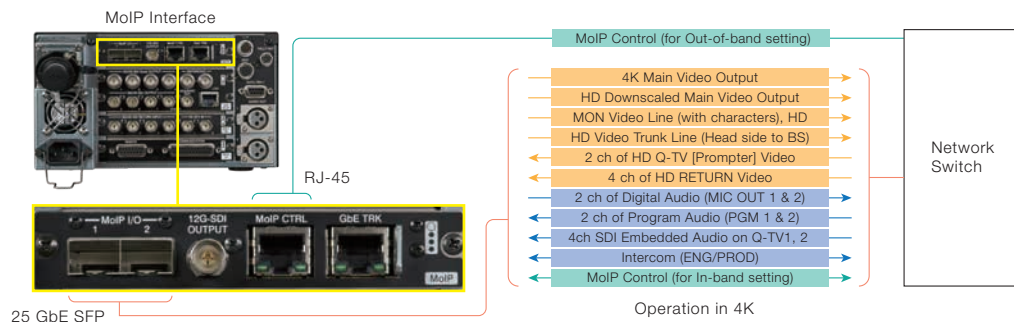 MoIP Interface
MoIP Control (for Out-of-band setting)
4K Main Video Output
HD Downscaled Main Video Output
MON Video Line (with characters), HD
HD Video Trunk Line (Head side to BS)
2 ch of HD Q-TV [Prompter] Video
4 ch of HD RETURN Video
2 ch of Digital Audio (MIC OUT 1 & 2)
2 ch of Program Audio (PGM 1 & 2)
4ch SDI Embedded Audio on Q-TV1, 2
Intercom (ENG/PROD)
MoIP Control (for In-band setting)
Operation in 4K
Network
Switch
RJ-45
MoIP I/O
1 2
12G-SDI
OUTPUT
MoIP CTRL
GbE TRK
MoIP
25 GbE SFP